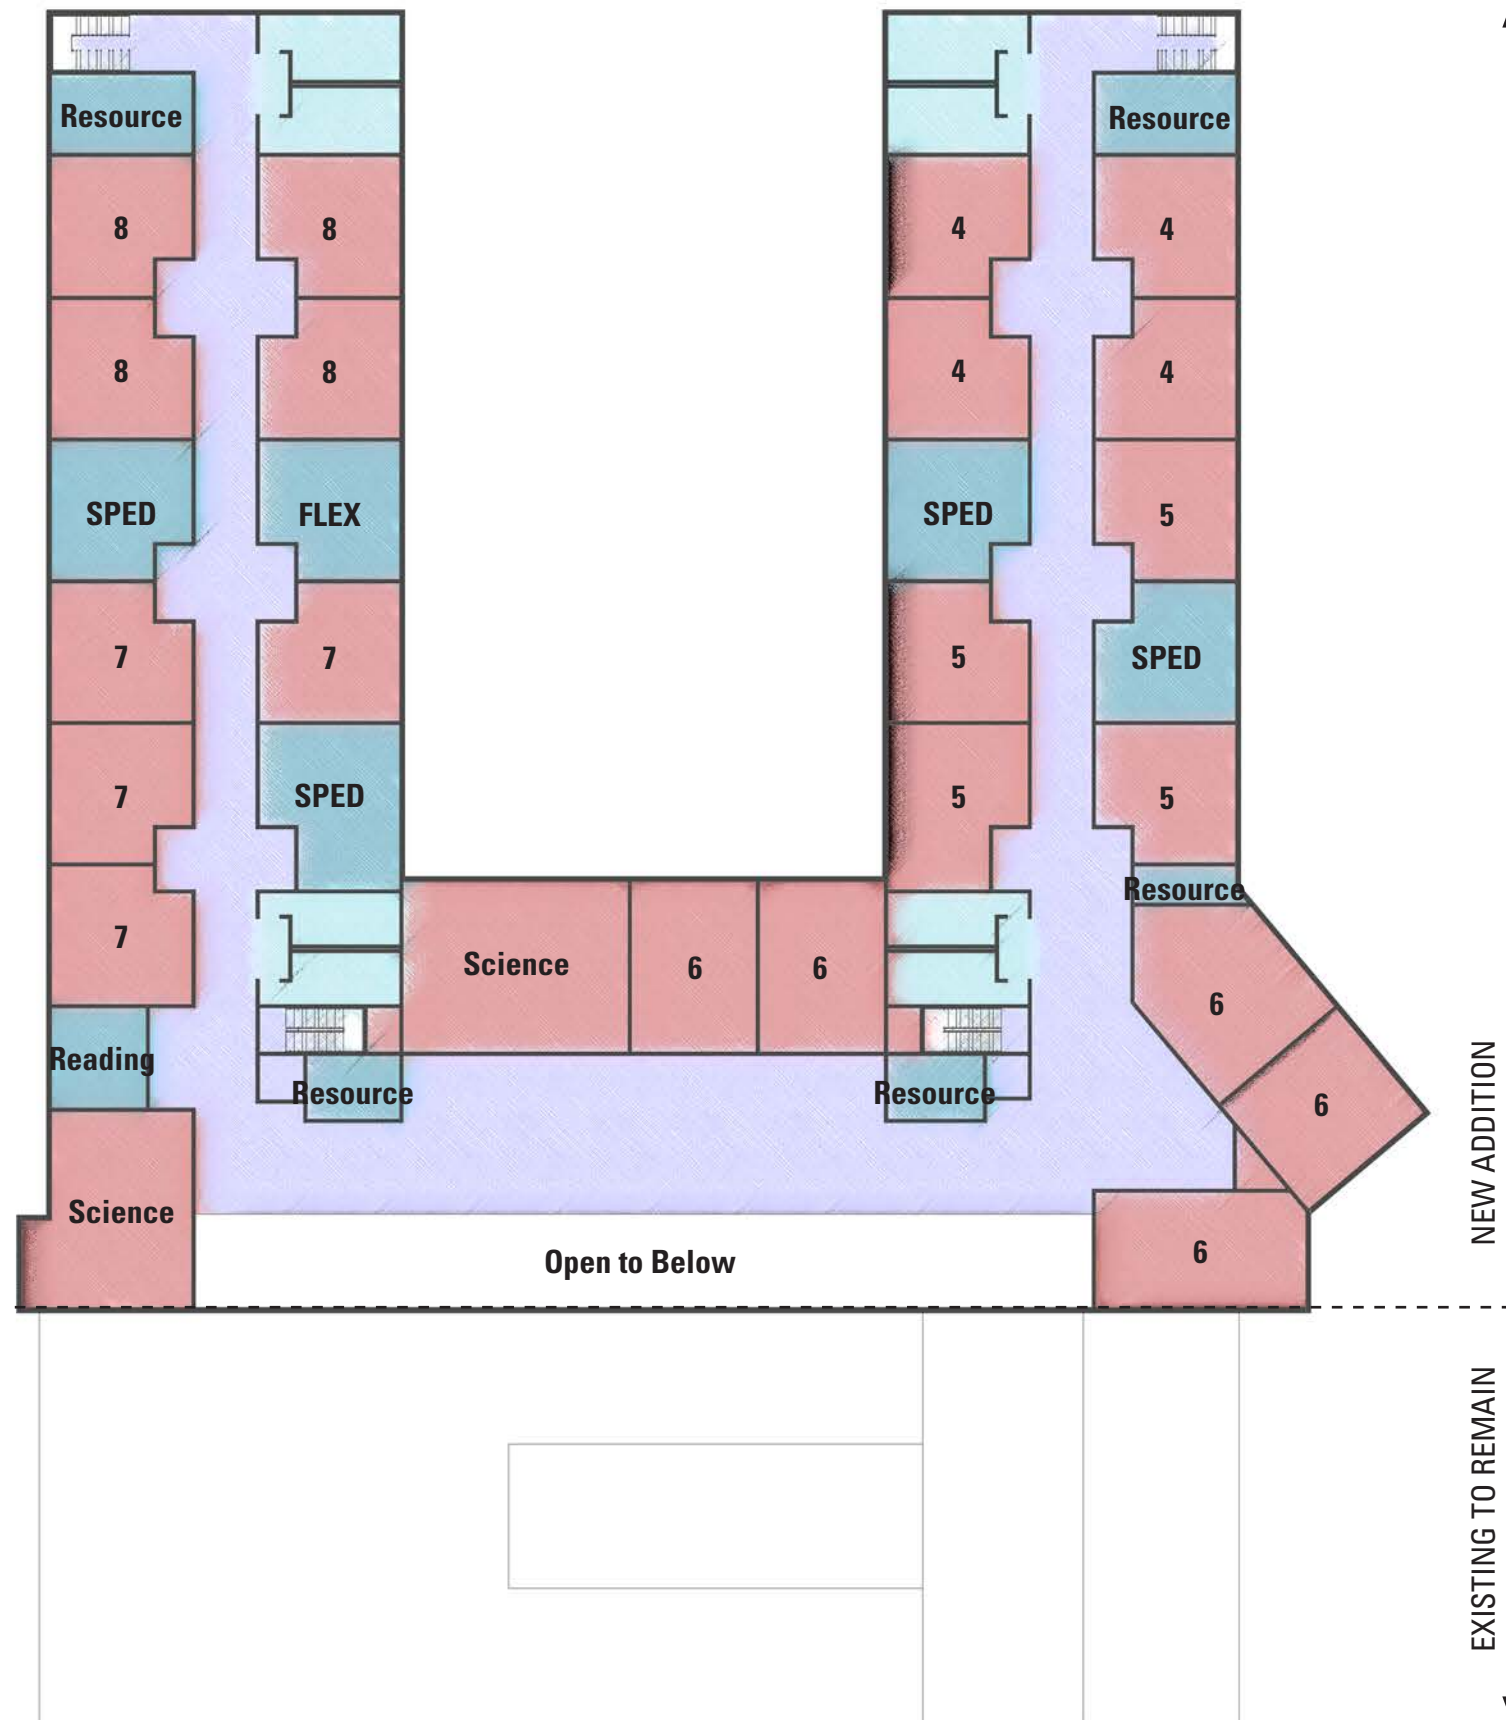 Resource
Resource
8
8
4
4
8
8
4
4
SPED
FLEX
SPED
5
7
7
5
SPED
7
SPED
5
5
Resource
7
Science
6
6
6
Reading
Resource
Resource
6
Science
Open to Below
6
NEW ADDITION
EXISTING TO REMAIN